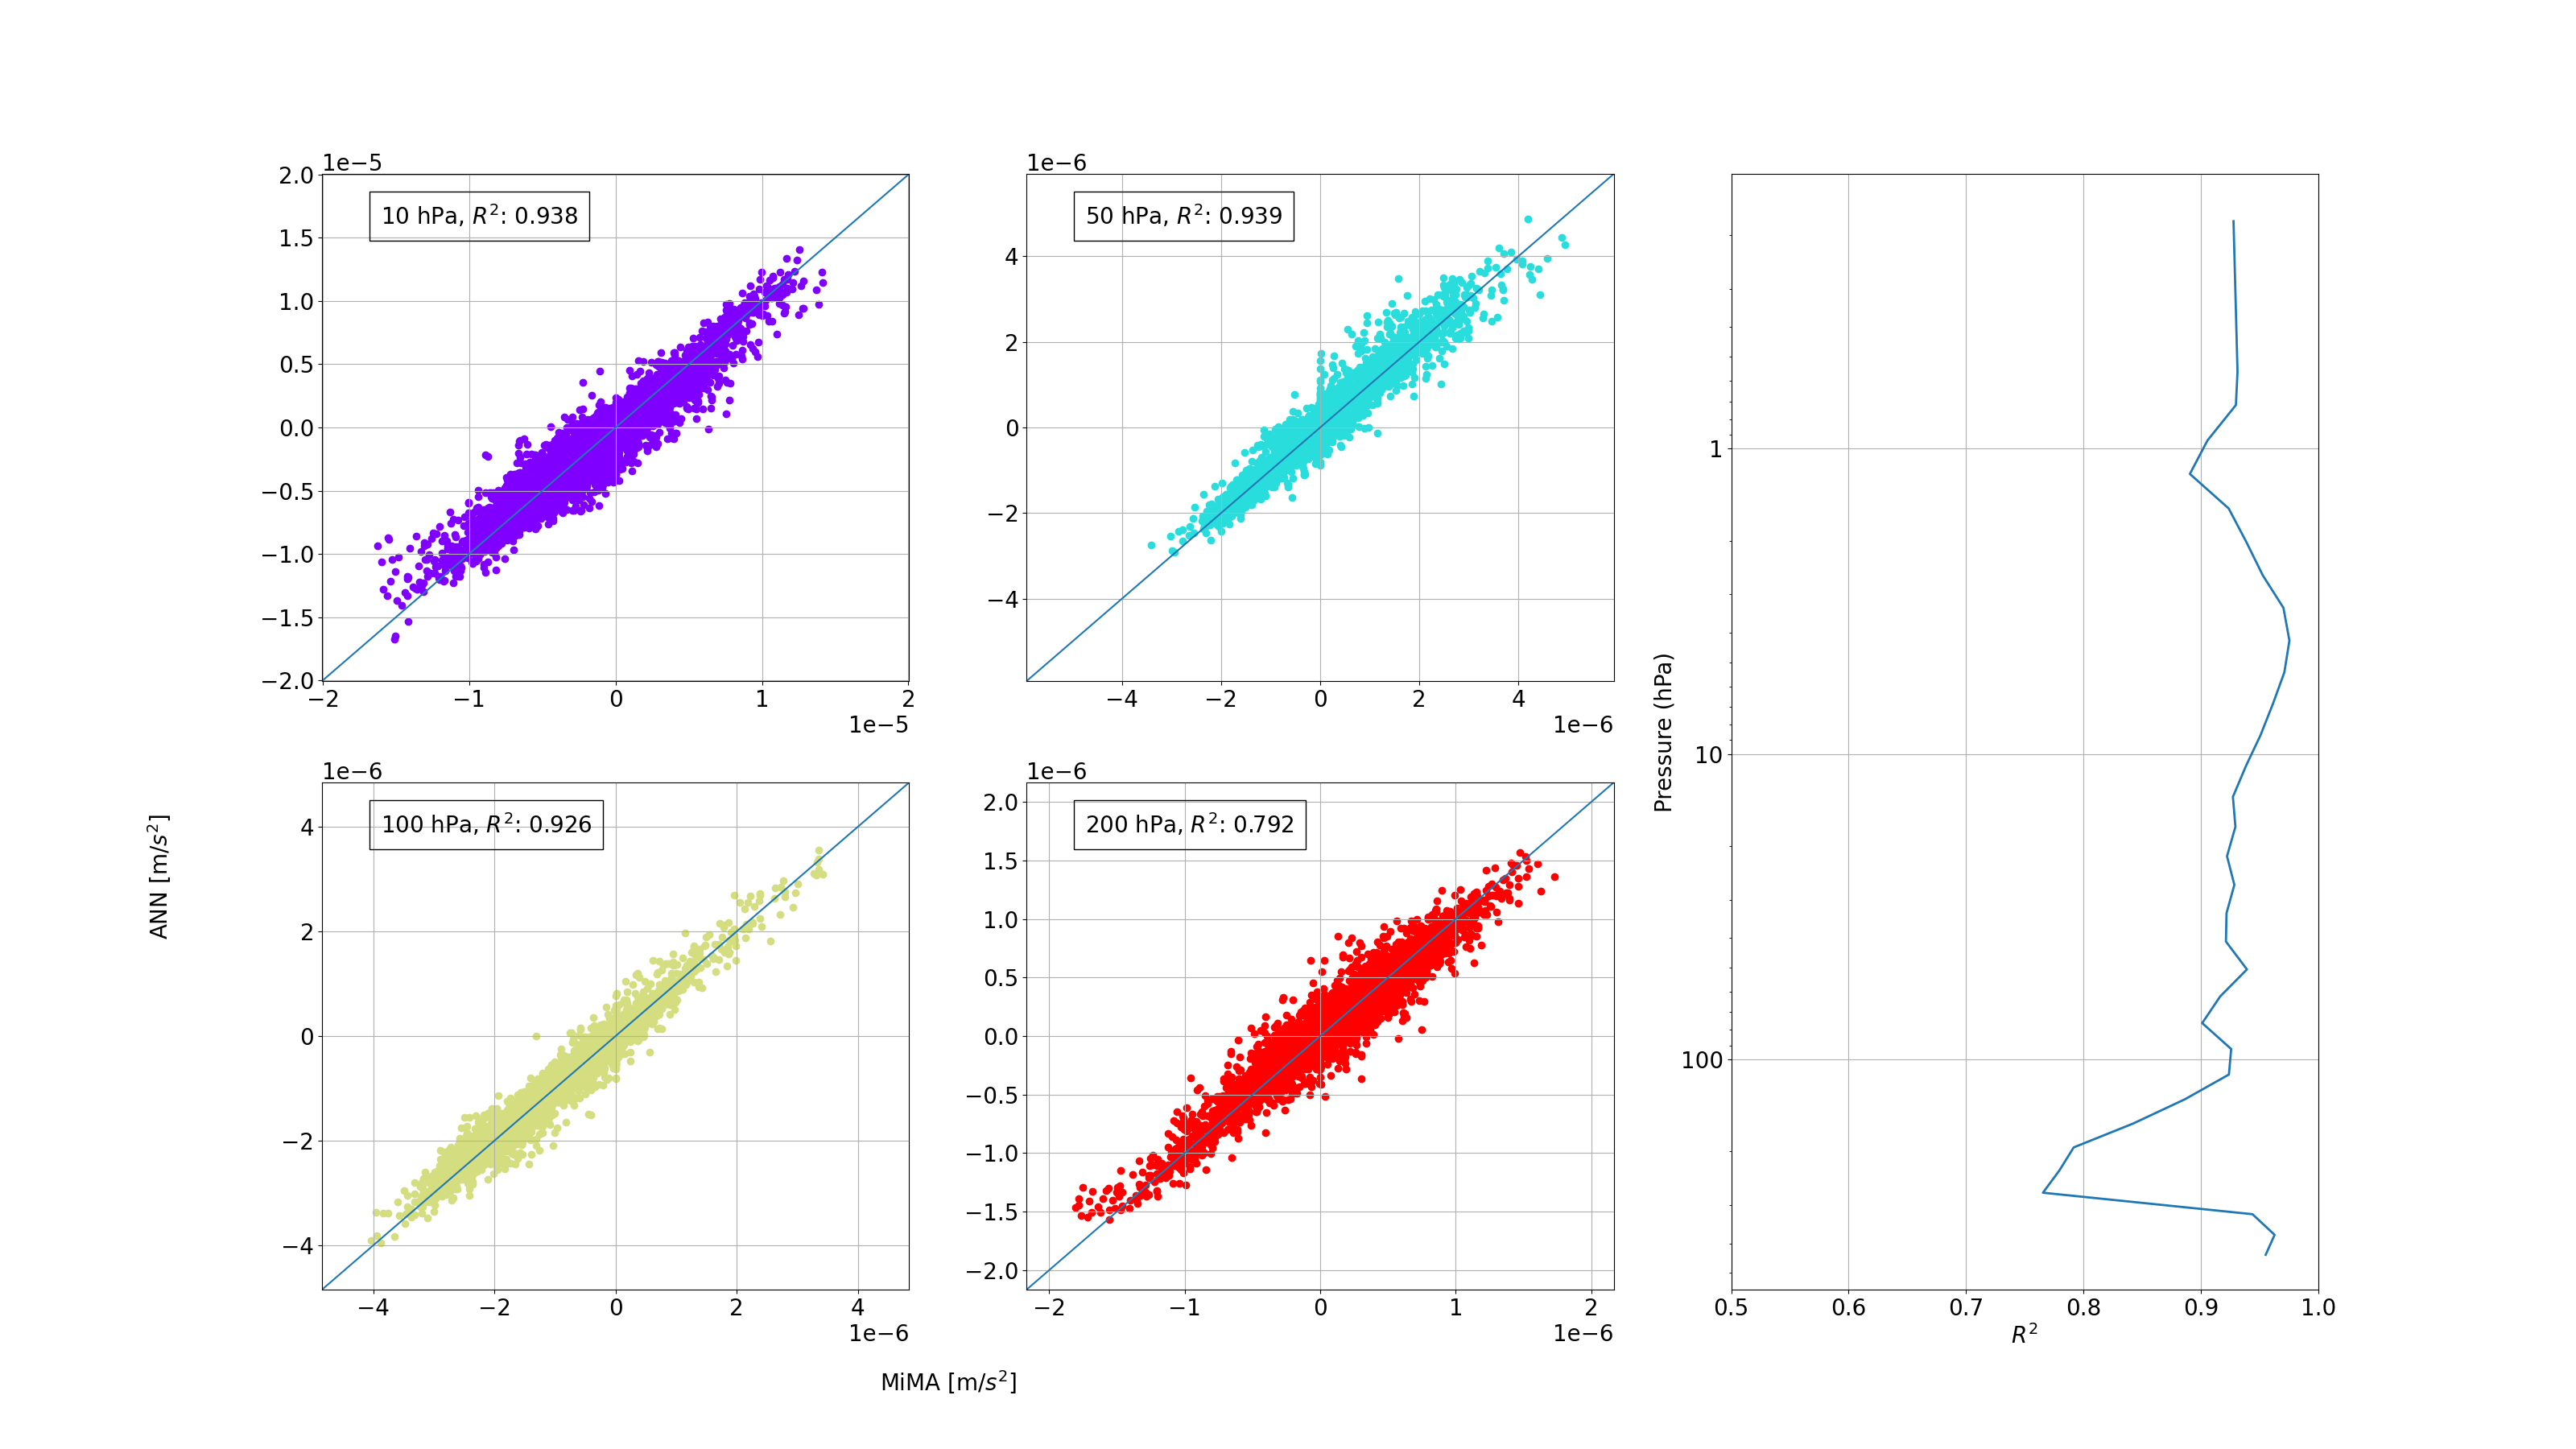 1e−5
2.0
1.5
1.0
0.5
0.0
−0.5
−1.0
−1.5
−2.0
10 hPa, R²: 0.938
−2 −1 0 1 2
1e−5
1e−6
4
2
0
−2
−4
50 hPa, R²: 0.939
−4 −2 0 2 4
1e−6
1e−6
4
2
0
−2
−4
100 hPa, R²: 0.926
−4 −2 0 2 4
1e−6
1e−6
2.0
1.5
1.0
0.5
0.0
−0.5
−1.0
−1.5
−2.0
200 hPa, R²: 0.792
−2 −1 0 1 2
1e−6
ANN [m/s²]
MiMA [m/s²]
Pressure (hPa)
1
10
100
0.5 0.6 0.7 0.8 0.9 1.0
R²